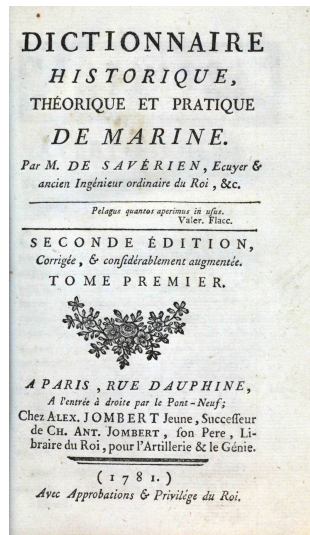 DICTIONNAIRE
HISTORIQUE,
THÉORIQUE ET PRATIQUE
DE MARINE.
Par M. DE SAVÉRIEN, Ecuyer &
ancien Ingénieur ordinaire du Roi, &c.
Pelagus quantos aperimus in usus.
Valer. Flacc.
SECONDE ÉDITION,
Corrigée, & considérablement augmentée.
TOME PREMIER.
A PARIS, RUE DAUPHINE,
A l'entrée à droite par le Pont-Neuf;
Chez ALEX. JOMBERT Jeune, Successeur
de CH. ANT. JOMBERT, son Pere, Li-
braire du Roi, pour l'Artillerie & le Génie.
( 1781. )
Avec Approbations & Privilége du Roi.